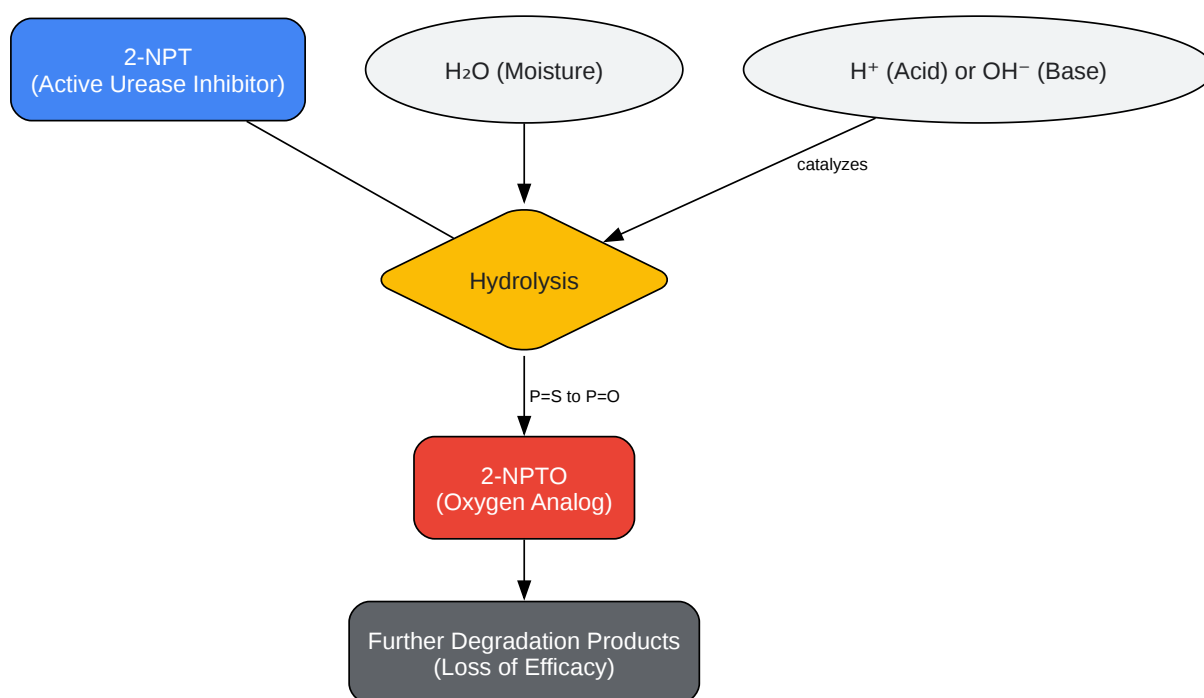 2-NPT
(Active Urease Inhibitor)
H₂O (Moisture)
H⁺ (Acid) or OH⁻ (Base)
catalyzes
Hydrolysis
P=S to P=O
2-NPTO
(Oxygen Analog)
Further Degradation Products
(Loss of Efficacy)